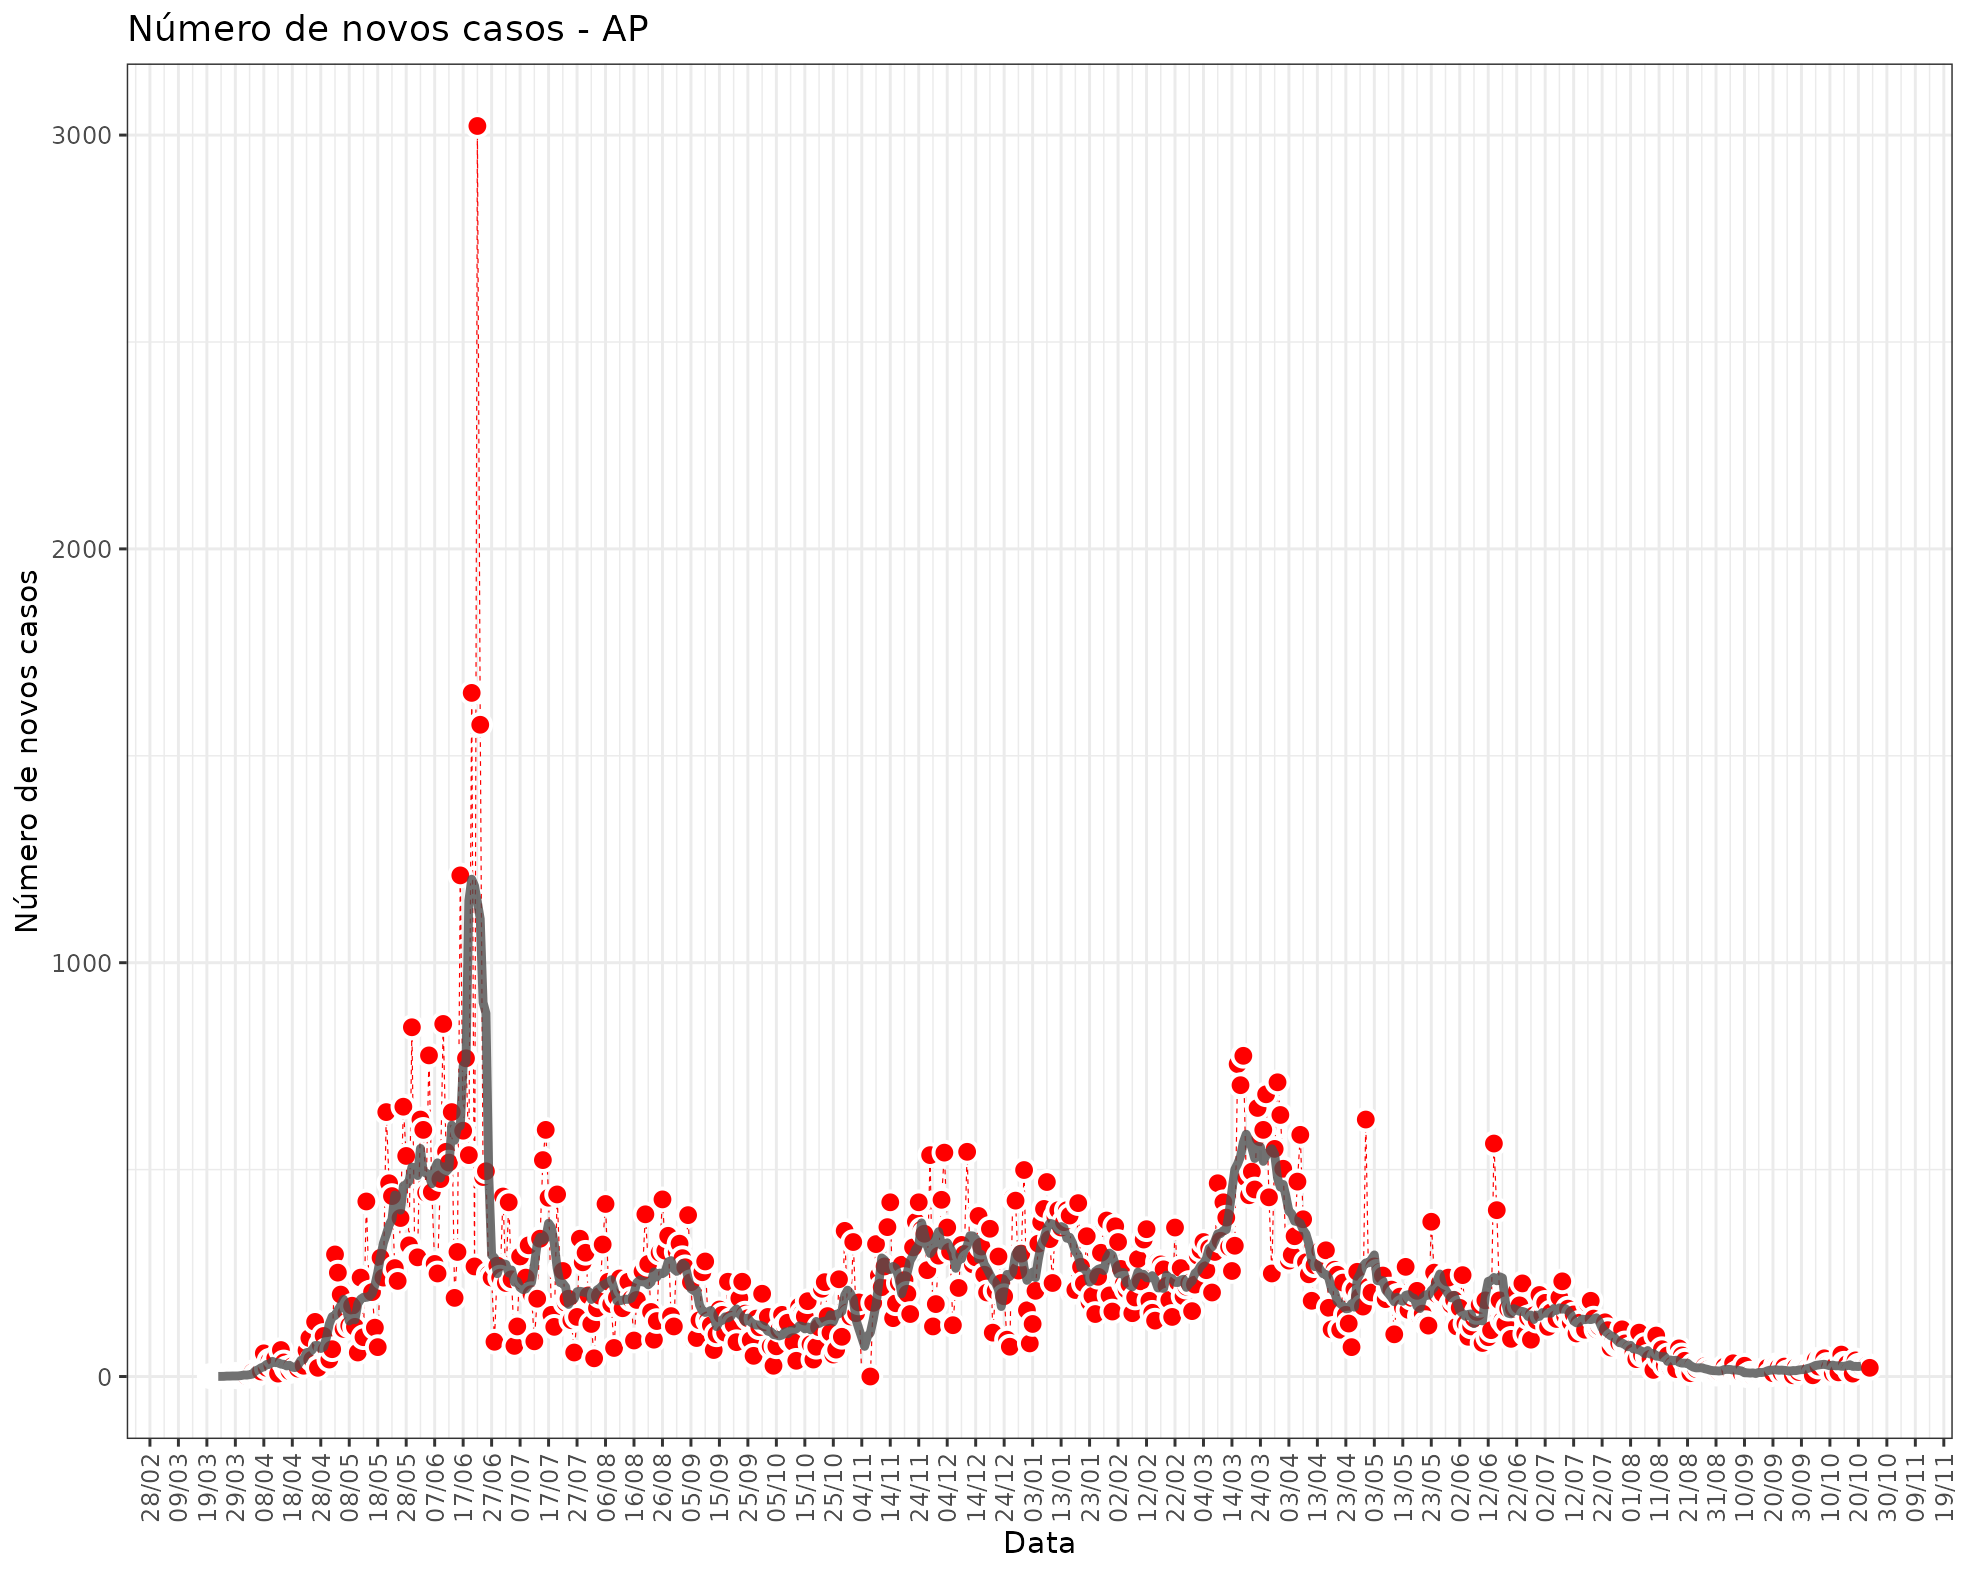 Número de novos casos - AP
Número de novos casos
3000
2000
1000
0
28/02 09/03 19/03 29/03 08/04 18/04 28/04 08/05 18/05 28/05 07/06 17/06 27/06 07/07 17/07 27/07 06/08 16/08 26/08 05/09 15/09 25/09 05/10 15/10 25/10 04/11 14/11 24/11 04/12 14/12 24/12 03/01 13/01 23/01 02/02 12/02 22/02 04/03 14/03 24/03 03/04 13/04 23/04 03/05 13/05 23/05 02/06 12/06 22/06 02/07 12/07 22/07 01/08 11/08 21/08 31/08 10/09 20/09 30/09 10/10 20/10 30/10 09/11 19/11
Data